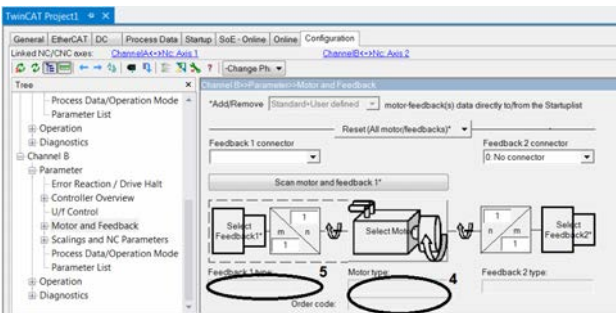 TwinCAT Project1
General EtherCAT DC Process Data Startup SoE - Online Online Configuration
Linked NC/CNC axes: ChannelA<->Nc: Axis 1 ChannelB<->Nc: Axis 2
-Change Ph:
Tree
Channel B>>Parameter>>Motor and Feedback
Process Data/Operation Mode
Parameter List
Operation
Diagnostics
Channel B
Parameter
Error Reaction / Drive Halt
Controller Overview
U/f Control
Motor and Feedback
Scalings and NC Parameters
Process Data/Operation Mode
Parameter List
Operation
Diagnostics
*Add/Remove Standard+User defined motor-feedback(s) data directly to/from the Startuplist
Reset (All motor/feedbacks)*
Feedback 1 connector
Feedback 2 connector
0: No connector
Scan motor and feedback 1*
Select Feedback1*
1
m n
1
Select
1
m n
1
Select Feedback2*
Feedback 1 type: 5
Motor type: 4
Feedback 2 type:
Order code: